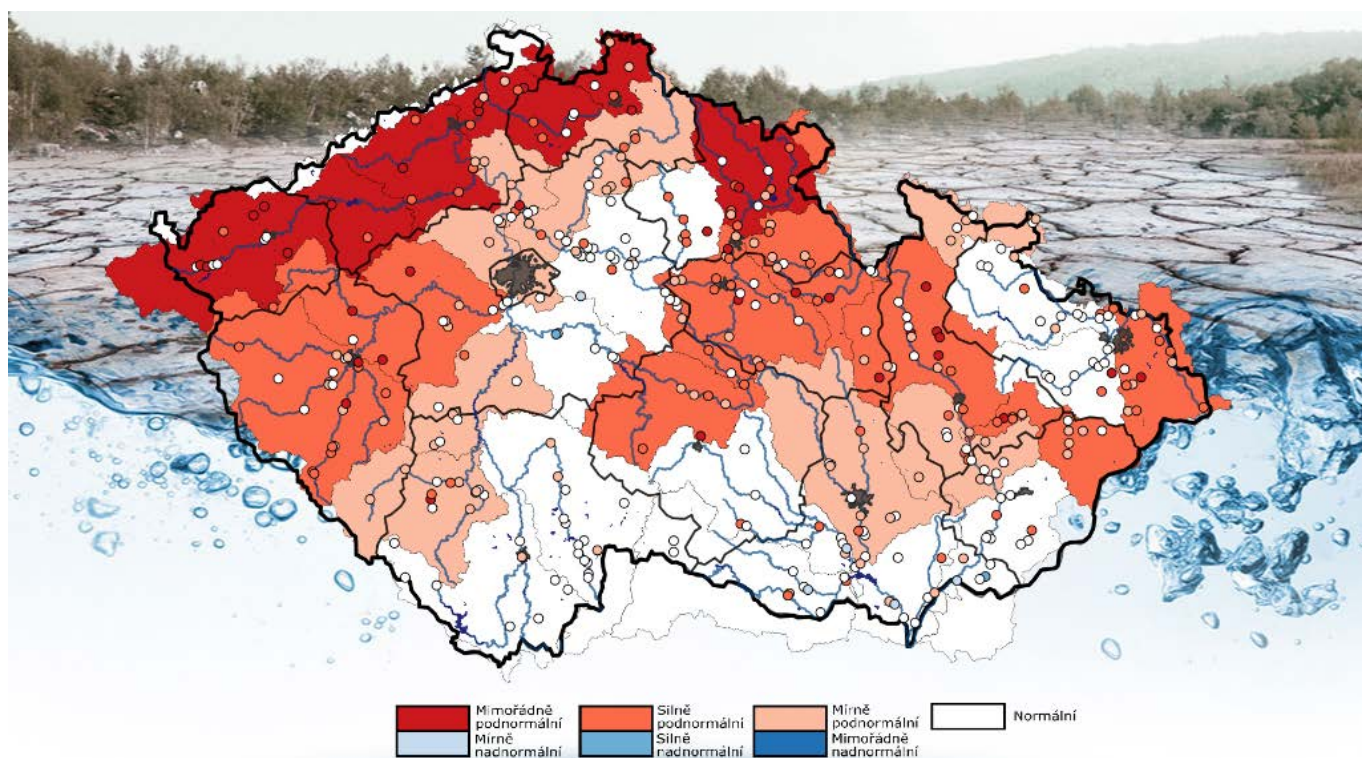 Mimořádně
podnormální
Silně
podnormální
Mírně
podnormální
Normální
Mírně
nadnormální
Silně
nadnormální
Mimořádně
nadnormální